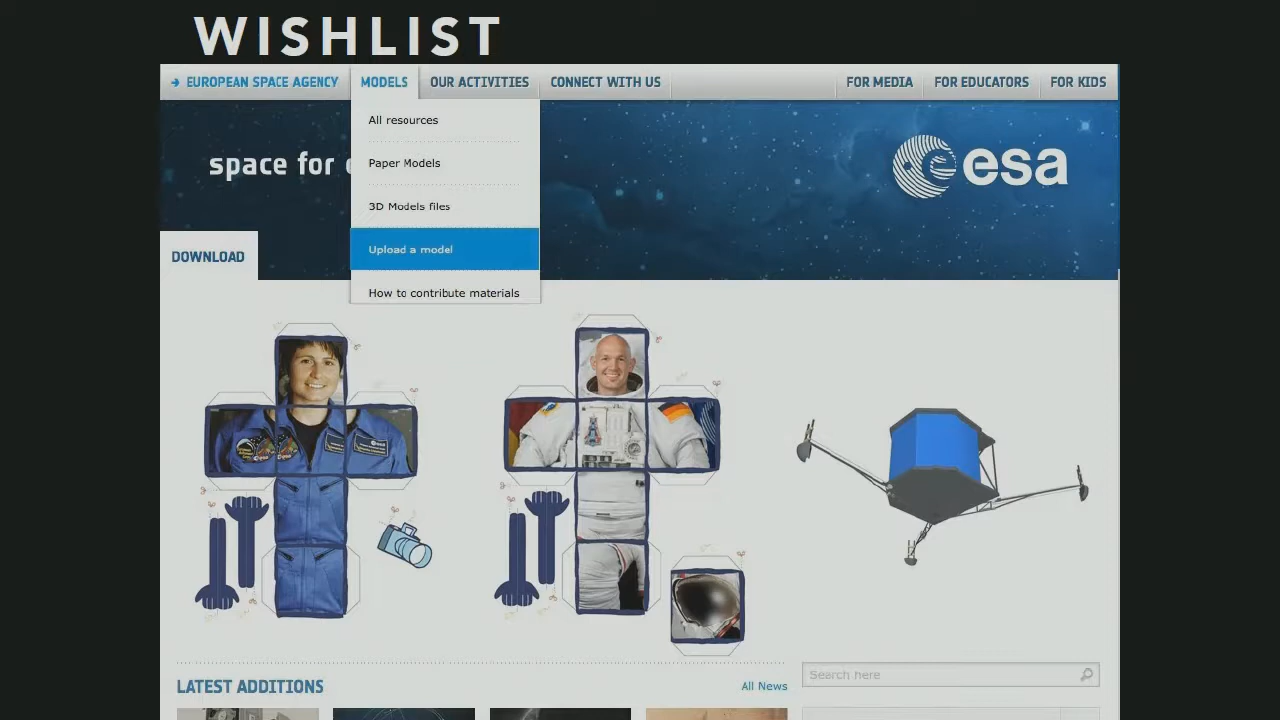 WISHLIST
EUROPEAN SPACE AGENCY MODELS OUR ACTIVITIES CONNECT WITH US FOR MEDIA FOR EDUCATORS FOR KIDS
All resources
space for
esa
Paper Models
3D Models files
Upload a model
DOWNLOAD
How to contribute materials
Search here
LATEST ADDITIONS
All News